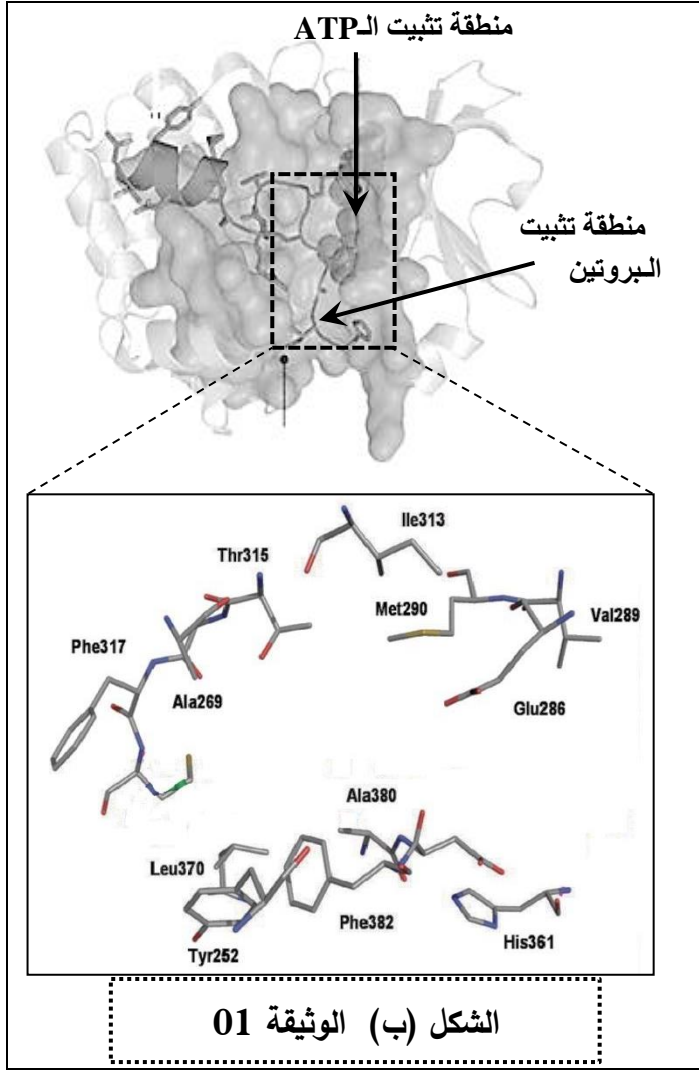 منطقة تثبيت الـATP
منطقة تثبيت
الـبروتين
Ile313
Thr315
Met290
Val289
Phe317
Ala269
Glu286
Ala380
Leu370
Phe382
His361
Tyr252
الشكل (ب) الوثيقة 01